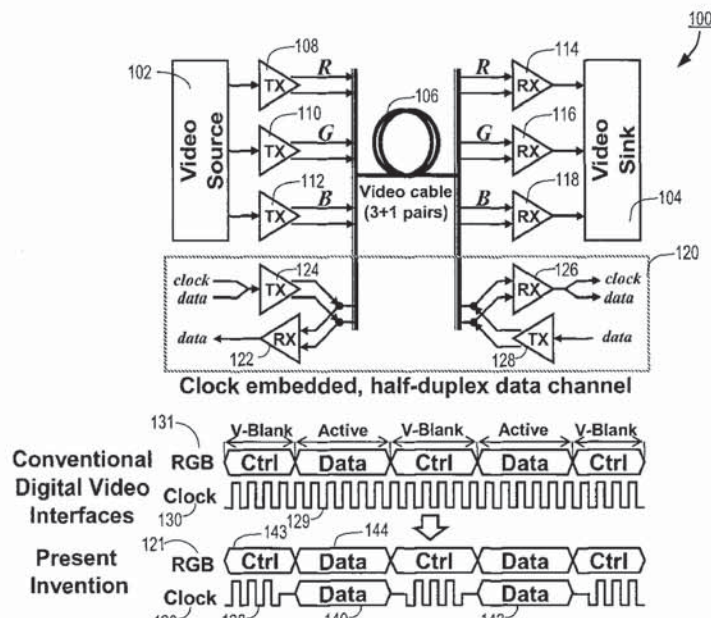 100
108
114
102
TX
R
R
RX
106
110
116
Video Source
TX
G
G
RX
Video Sink
112
118
TX
B
Video cable
(3+1 pairs)
B
RX
104
124
126
120
clock
data
TX
RX
clock
data
data
RX
TX
data
122
128
Clock embedded, half-duplex data channel
131
V-Blank Active V-Blank Active V-Blank
Conventional
Digital Video
Interfaces
RGB Ctrl Data Ctrl Data Ctrl
Clock
130
129
143
144
121
Present
Invention
RGB Ctrl Data Ctrl Data Ctrl
Clock Data Data